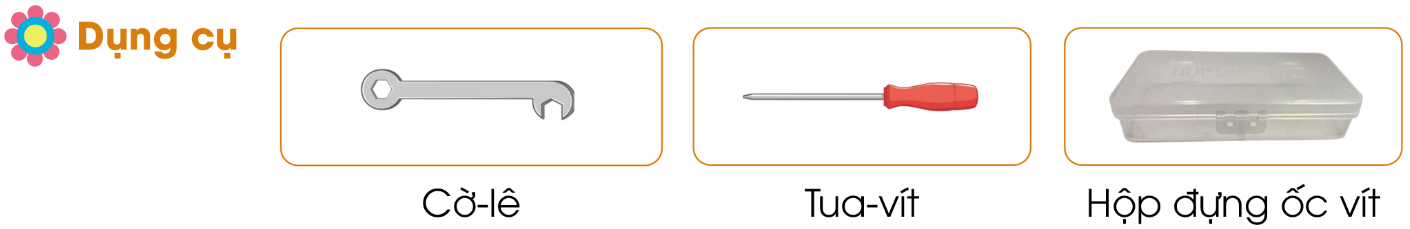 Dụng cụ
Cờ-lê
Tua-vít
Hộp đựng ốc vít